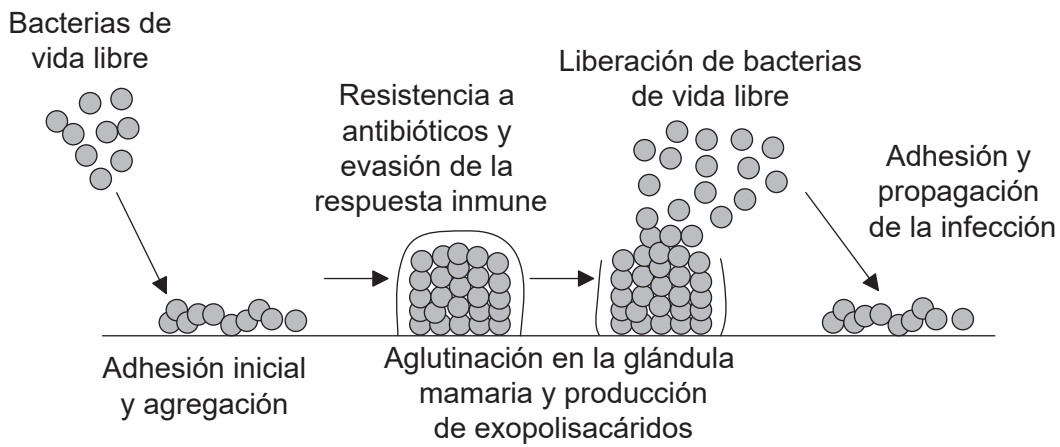 Bacterias de
vida libre
Resistencia a
antibióticos y
evasión de la
respuesta inmune
Liberación de bacterias
de vida libre
Adhesión y
propagación
de la infección
Adhesión inicial
y agregación
Aglutinación en la glándula
mamaria y producción
de exopolisacáridos